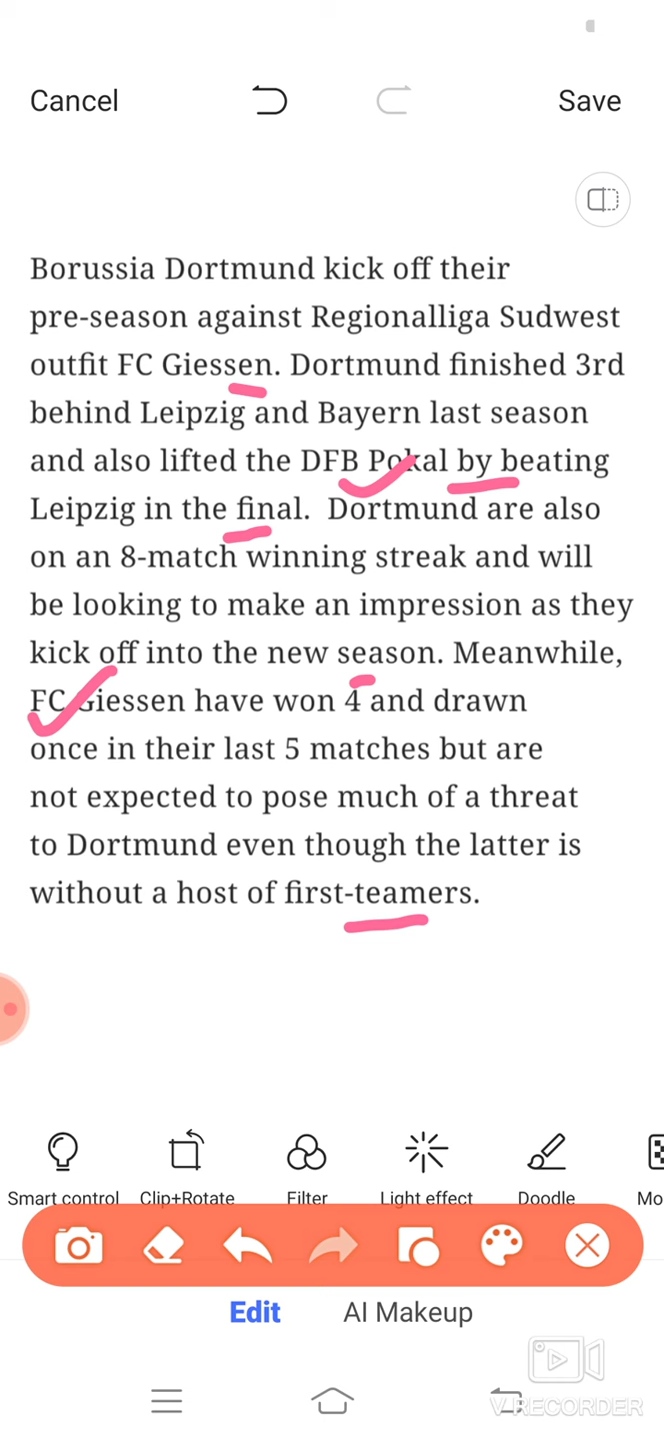 Cancel Save
Borussia Dortmund kick off their
pre-season against Regionalliga Sudwest
outfit FC Giessen. Dortmund finished 3rd
behind Leipzig and Bayern last season
and also lifted the DFB Pokal by beating
Leipzig in the final. Dortmund are also
on an 8-match winning streak and will
be looking to make an impression as they
kick off into the new season. Meanwhile,
FC Giessen have won 4 and drawn
once in their last 5 matches but are
not expected to pose much of a threat
to Dortmund even though the latter is
without a host of first-teamers.
Smart control Clip+Rotate Filter Light effect Doodle Mo
Edit AI Makeup
V RECORDER